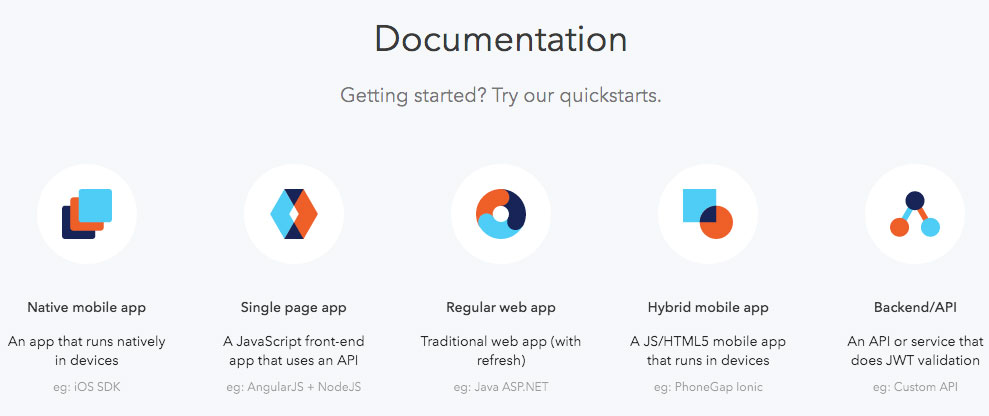 Documentation
Getting started? Try our quickstarts.
Native mobile app
An app that runs natively
in devices
eg: iOS SDK
Single page app
A JavaScript front-end
app that uses an API
eg: AngularJS + NodeJS
Regular web app
Traditional web app (with
refresh)
eg: Java ASP.NET
Hybrid mobile app
A JS/HTML5 mobile app
that runs in devices
eg: PhoneGap Ionic
Backend/API
An API or service that
does JWT validation
eg: Custom API